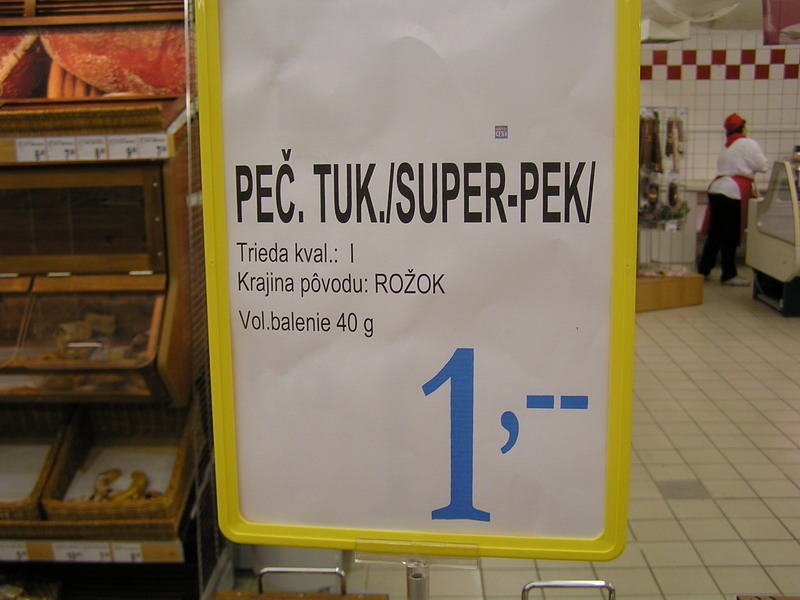 PEČ. TUK./SUPER-PEK/
Trieda kval.: I
Krajina pôvodu: ROŽOK
Vol.balenie 40 g
1,--